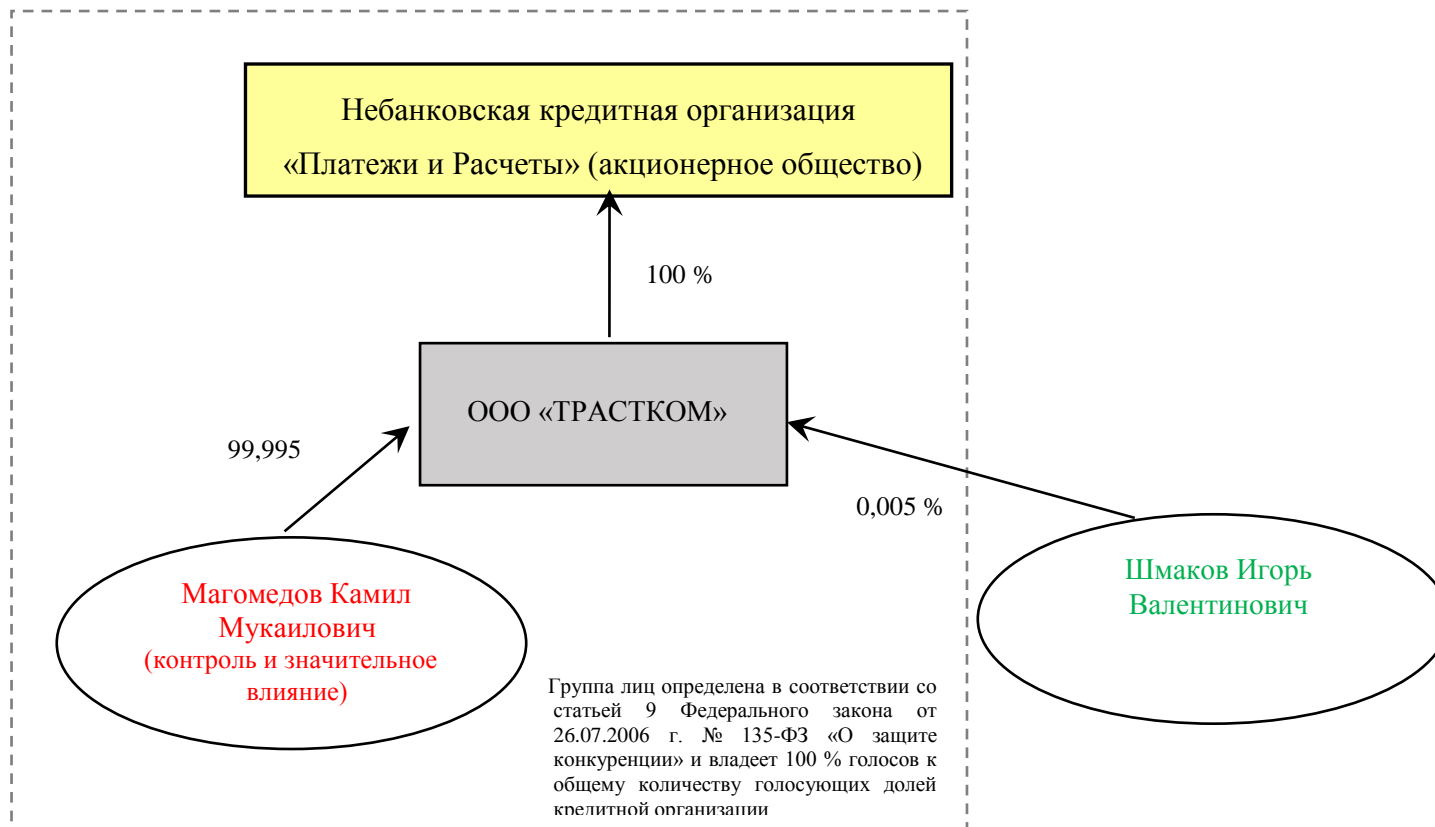 Небанковская кредитная организация
«Платежи и Расчеты» (акционерное общество)
100 %
ООО «ТРАСТКОМ»
99,995
0,005 %
Магомедов Камил
Мукаилович
(контроль и значительное
влияние)
Шмаков Игорь
Валентинович
Группа лиц определена в соответствии со
статьей 9 Федерального закона от
26.07.2006 г. № 135-ФЗ «О защите
конкуренции» и владеет 100 % голосов к
общему количеству голосующих долей
кредитной организации